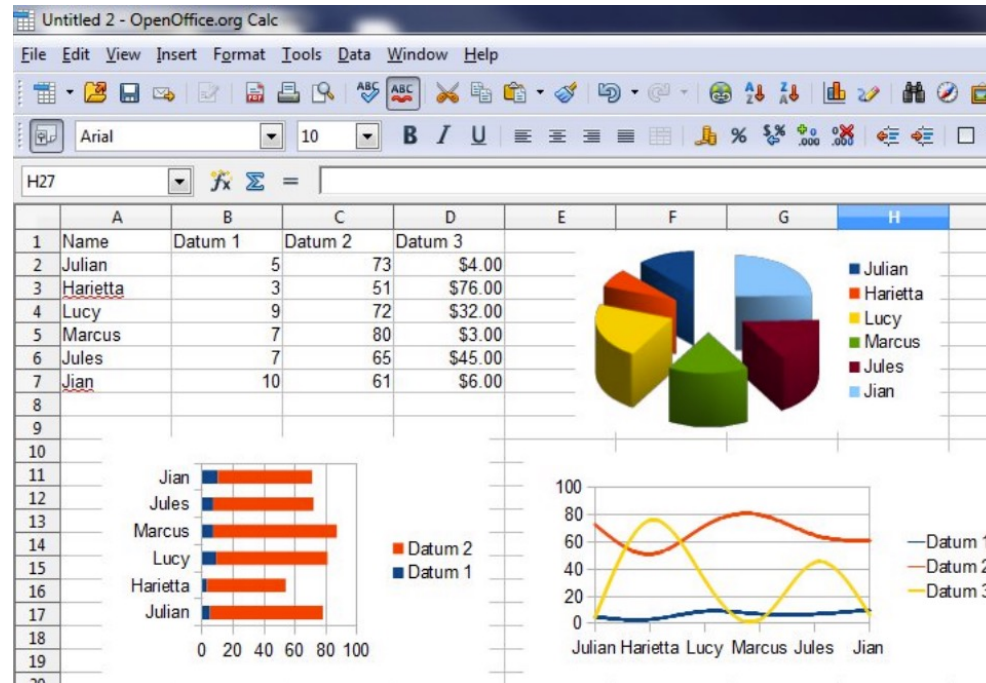 Untitled 2 - OpenOffice.org Calc
File Edit View Insert Format Tools Data Window Help
ABC ABC
Arial 10 B I U
H27
A B C D E F G H
1 Name Datum 1 Datum 2 Datum 3
2 Julian 5 73 $4.00
3 Harietta 3 51 $76.00
4 Lucy 9 72 $32.00
5 Marcus 7 80 $3.00
6 Jules 7 65 $45.00
7 Jian 10 61 $6.00
8
9
10
11
12
13
14
15
16
17
18
19
Julian
Harietta
Lucy
Marcus
Jules
Jian
Jian
Jules
Marcus
Lucy
Harietta
Julian
0 20 40 60 80 100
Datum 2
Datum 1
100
80
60
40
20
0
Julian Harietta Lucy Marcus Jules Jian
Datum 1
Datum 2
Datum 3